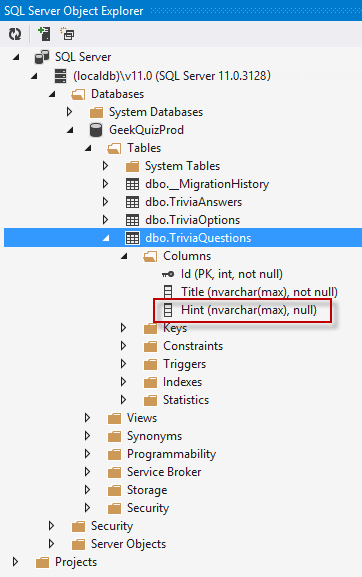 SQL Server Object Explorer
SQL Server
(localdb)\v11.0 (SQL Server 11.0.3128)
Databases
System Databases
GeekQuizProd
Tables
System Tables
dbo.__MigrationHistory
dbo.TriviaAnswers
dbo.TriviaOptions
dbo.TriviaQuestions
Columns
Id (PK, int, not null)
Title (nvarchar(max), not null)
Hint (nvarchar(max), null)
Keys
Constraints
Triggers
Indexes
Statistics
Views
Synonyms
Programmability
Service Broker
Storage
Security
Security
Server Objects
Projects